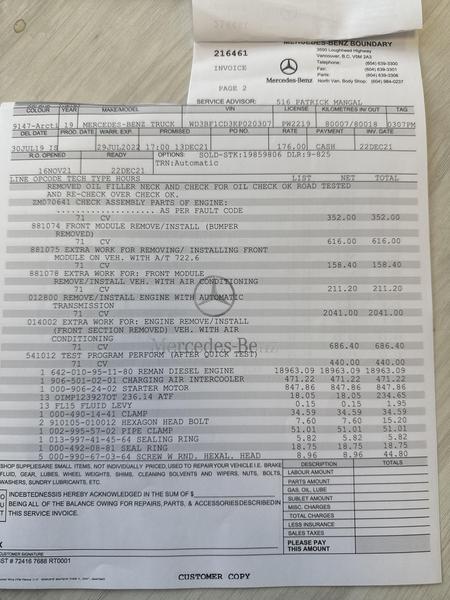 MERCEDES-BENZ BOUNDARY
3550 Lougheed Highway
Vancouver, B.C. V5M 2A3
216461
Telephone: (604) 639-3300
INVOICE
Fax: (604) 639-3301
Parts: (604) 639-3306
Mercedes-Benz
North Van. Body Shop: (604) 984-0237
PAGE 2
SERVICE ADVISOR: 516 PATRICK MANGAL
COLOUR YEAR MAKE/MODEL VIN LICENSE KILOMETRES IN/ OUT TAG
9147-Arcti 19 MERCEDES-BENZ TRUCK WD3BF1CD3KP020307 PW2219 80007/80018 0307PM
DEL DATE PROD. DATE WARR. EXP. PROMISED PO NO. RATE PAYMENT INV. DATE
30JUL19 IS 29JUL2022 17:00 13DEC21 176.00 CASH 22DEC21
R.O. OPENED READY OPTIONS: SOLD-STK:19859806 DLR:9-825
TRN:Automatic
16NOV21 22DEC21
LINE OPCODE TECH TYPE HOURS LIST NET TOTAL
REMOVED OIL FILLER NECK AND CHECK FOR OIL CHECK OK ROAD TESTED
AND RE-CHECK OVER CHECK OK.
ZM070641 CHECK ASSEMBLY PARTS OF ENGINE:
.................. AS PER FAULT CODE
71 CV 352.00 352.00
881074 FRONT MODULE REMOVE/INSTALL (BUMPER
REMOVED)
71 CV 616.00 616.00
881075 EXTRA WORK FOR REMOVING/ INSTALLING FRONT
MODULE ON VEH. WITH A/T 722.6
71 CV 158.40 158.40
881078 EXTRA WORK FOR: FRONT MODULE
REMOVE/INSTALL VEH. WITH AIR CONDITIONING
71 CV 211.20 211.20
012800 REMOVE/INSTALL ENGINE WITH AUTOMATIC
TRANSMISSION
71 CV 2041.00 2041.00
014002 EXTRA WORK FOR: ENGINE REMOVE/INSTALL
(FRONT SECTION REMOVED) VEH. WITH AIR
CONDITIONING
Mercedes-Be
71 CV 686.40 686.40
541012 TEST PROGRAM PERFORM (AFTER QUICK TEST)
71 CV 440.00 440.00
1 642-010-95-11-80 REMAN DIESEL ENGINE 18963.09 18963.09 18963.09
1 906-501-02-01 CHARGING AIR INTERCOOLER 471.22 471.22 471.22
1 000-906-24-02 STARTER MOTOR 847.86 847.86 847.86
13 OIMP123927OT 236.14 ATF 18.05 18.05 234.65
13 FL15 FLUID LEVY 0.15 0.15 1.95
1 000-490-14-41 CLAMP 34.59 34.59 34.59
2 910105-010012 HEXAGON HEAD BOLT 7.60 7.60 15.20
1 002-995-57-02 PIPE CLAMP 51.01 51.01 51.01
1 013-997-41-45-64 SEALING RING 5.82 5.82 5.82
1 000-492-08-81 SEAL RING 18.75 18.75 18.75
5 000-990-67-03-64 SCREW W RND. HEXAL. HEAD 8.96 8.96 44.80
SHOP SUPPLIES ARE SMALL ITEMS, NOT INDIVIDUALLY PRICED, USED TO REPAIR YOUR VEHICLE I.E. BRAKE
FLUID, GEAR, LUBES, WHEEL WEIGHTS, SHIMS, CLEANING SOLVENTS AND WIPERS, NUTS, BOLTS,
WASHERS, SUNDRY LUBRICANTS, ETC.
INDEBTEDNESS IS HEREBY ACKNOWLEDGED IN THE SUM OF $
BEING ALL OF THE BALANCE OWING FOR REPAIRS, PARTS, & ACCESSORIES DESCRIBED IN
THIS SERVICE INVOICE.
X
CUSTOMER SIGNATURE
GST # 72416 7688 RT0001
DESCRIPTION TOTALS
LABOUR AMOUNT
PARTS AMOUNT
GAS, OIL, LUBE
SUBLET AMOUNT
MISC. CHARGES
TOTAL CHARGES
LESS INSURANCE
SALES TAXES
PLEASE PAY
THIS AMOUNT
CUSTOMER COPY